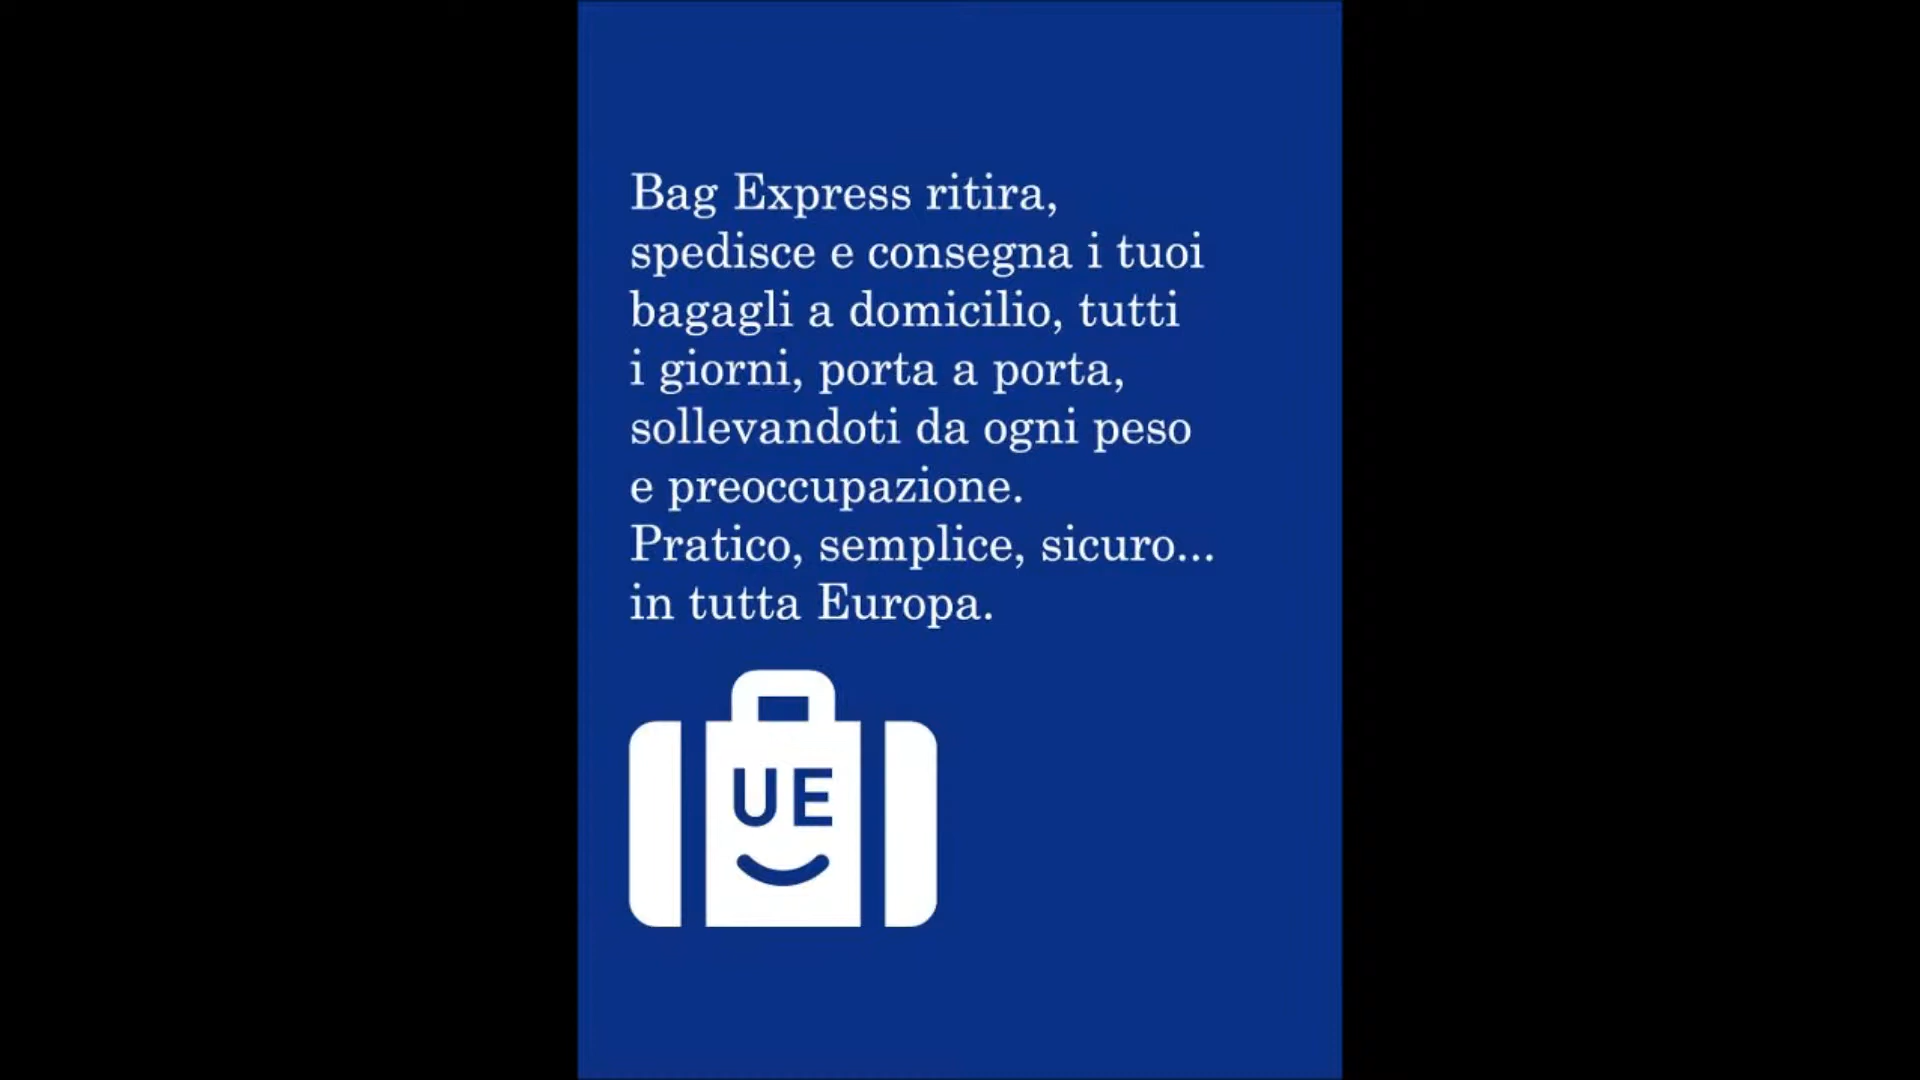 Bag Express ritira,
spedisce e consegna i tuoi
bagagli a domicilio, tutti
i giorni, porta a porta,
sollevandoti da ogni peso
e preoccupazione.
Pratico, semplice, sicuro...
in tutta Europa.
UE